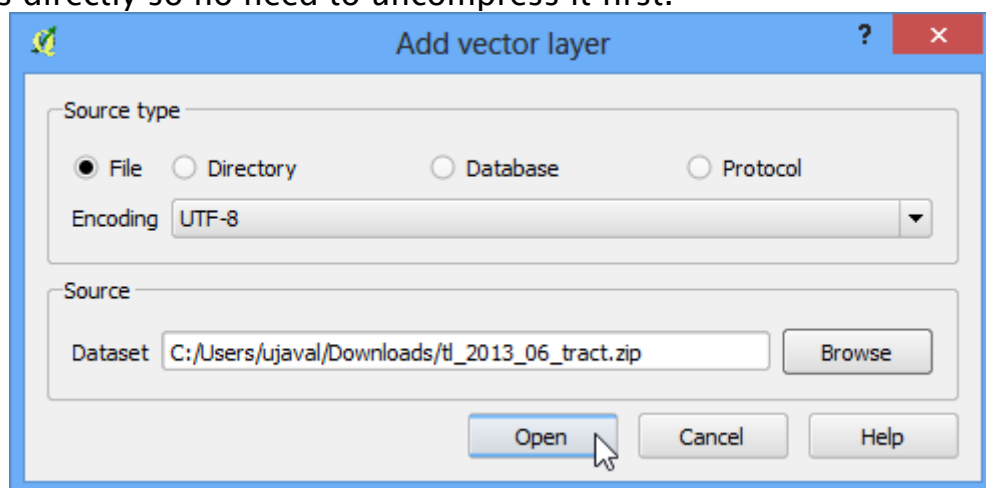 s directly so no need to uncompress it first.
Add vector layer ? ×
Source type
File Directory Database Protocol
Encoding UTF-8
Source
Dataset C:/Users/ujaval/Downloads/tl_2013_06_tract.zip Browse
Open Cancel Help